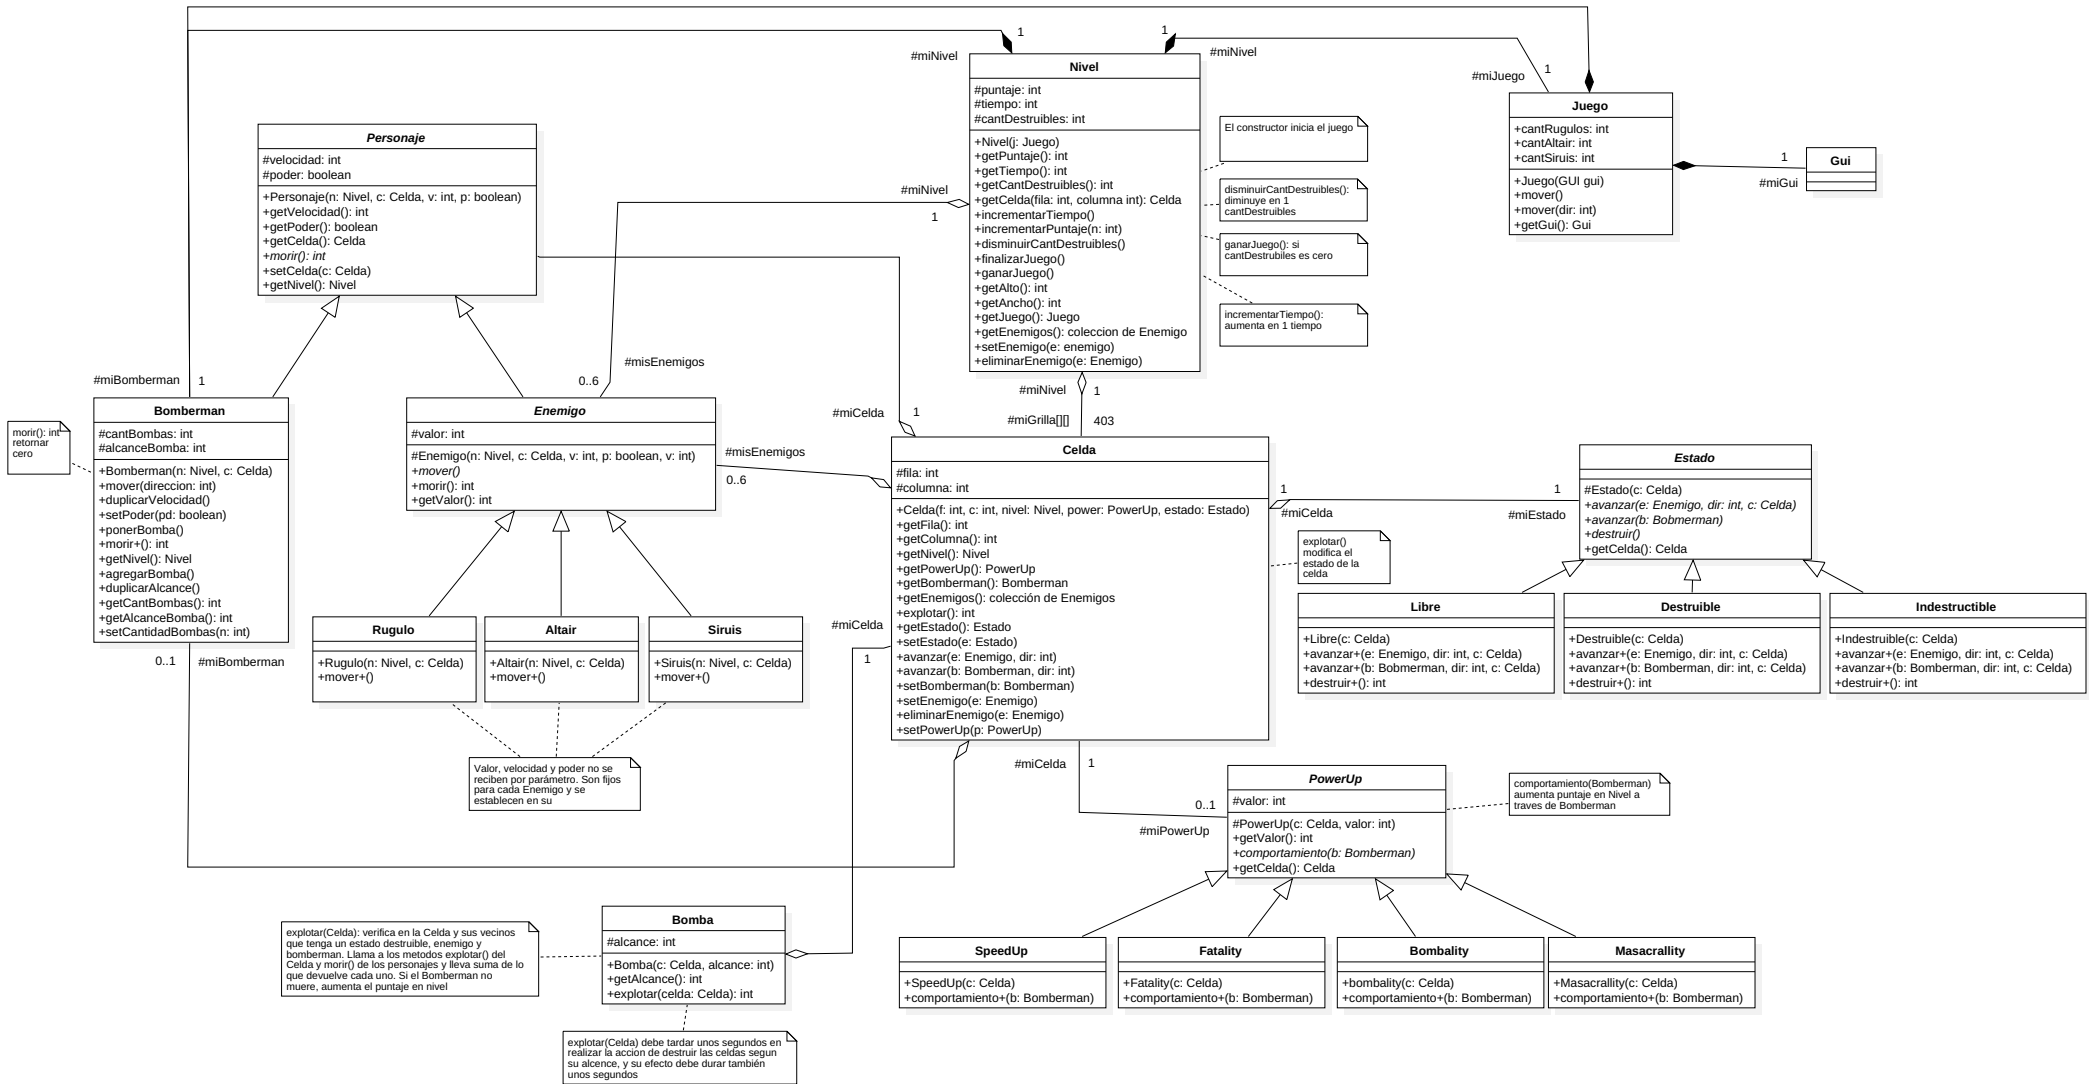 #miNivel
1
1
#miNivel
Nivel
#puntaje: int
#tiempo: int
#cantDestruibles: int
+Nivel(j: Juego)
+getPuntaje(): int
+getTiempo(): int
+getCantDestruibles(): int
+getCelda(fila: int, columna int): Celda
+incrementarTiempo()
+incrementarPuntaje(n: int)
+disminuirCantDestruibles()
+finalizarJuego()
+ganarJuego()
+getAlto(): int
+getAncho(): int
+getJuego(): Juego
+getEnemigos(): coleccion de Enemigo
+setEnemigo(e: enemigo)
+eliminarEnemigo(e: Enemigo)
El constructor inicia el juego
disminuirCantDestruibles():
diminuye en 1
cantDestruibles
ganarJuego(): si
cantDestrubiles es cero
incrementarTiempo():
aumenta en 1 tiempo
#miJuego
1
Juego
+cantRugulos: int
+cantAltair: int
+cantSiruis: int
+Juego(GUI gui)
+mover()
+mover(dir: int)
+getGui(): Gui
1
#miGui
Gui
Personaje
#velocidad: int
#poder: boolean
+Personaje(n: Nivel, c: Celda, v: int, p: boolean)
+getVelocidad(): int
+getPoder(): boolean
+getCelda(): Celda
+morir(): int
+setCelda(c: Celda)
+getNivel(): Nivel
#miNivel
1
#misEnemigos
0..6
#miBomberman
1
Bomberman
#cantBombas: int
#alcanceBomba: int
+Bomberman(n: Nivel, c: Celda)
+mover(direccion: int)
+duplicarVelocidad()
+setPoder(pd: boolean)
+ponerBomba()
+morir+(): int
+getNivel(): Nivel
+agregarBomba()
+duplicarAlcance()
+getCantBombas(): int
+getAlcanceBomba(): int
+setCantidadBombas(n: int)
0..1
#miBomberman
morir(): int
retornar
cero
Enemigo
#valor: int
#Enemigo(n: Nivel, c: Celda, v: int, p: boolean, v: int)
+mover()
+morir(): int
+getValor(): int
#misEnemigos
0..6
#miCelda
1
#miNivel
1
#miGrilla[][]
403
Celda
#fila: int
#columna: int
+Celda(f: int, c: int, nivel: Nivel, power: PowerUp, estado: Estado)
+getFila(): int
+getColumna(): int
+getNivel(): Nivel
+getPowerUp(): PowerUp
+getBomberman(): Bomberman
+getEnemigos(): colección de Enemigos
+explotar(): int
+getEstado(): Estado
+setEstado(e: Estado)
+avanzar(e: Enemigo, dir: int)
+avanzar(b: Bomberman, dir: int)
+setBomberman(b: Bomberman)
+setEnemigo(e: Enemigo)
+eliminarEnemigo(e: Enemigo)
+setPowerUp(p: PowerUp)
1
#miCelda
1
#miEstado
explotar()
modifica el
estado de la
celda
Estado
#Estado(c: Celda)
+avanzar(e: Enemigo, dir: int, c: Celda)
+avanzar(b: Bobmerman)
+destruir()
+getCelda(): Celda
Libre
+Libre(c: Celda)
+avanzar+(e: Enemigo, dir: int, c: Celda)
+avanzar+(b: Bobmerman, dir: int, c: Celda)
+destruir+(): int
Destruible
+Destruible(c: Celda)
+avanzar+(e: Enemigo, dir: int, c: Celda)
+avanzar+(b: Bomberman, dir: int, c: Celda)
+destruir+(): int
Indestructible
+Indestruible(c: Celda)
+avanzar+(e: Enemigo, dir: int, c: Celda)
+avanzar+(b: Bomberman, dir: int, c: Celda)
+destruir+(): int
Rugulo
+Rugulo(n: Nivel, c: Celda)
+mover+()
Altair
+Altair(n: Nivel, c: Celda)
+mover+()
Siruis
+Siruis(n: Nivel, c: Celda)
+mover+()
Valor, velocidad y poder no se
reciben por parámetro. Son fijos
para cada Enemigo y se
establecen en su
#miCelda
1
#miCelda
1
0..1
#miPowerUp
PowerUp
#valor: int
#PowerUp(c: Celda, valor: int)
+getValor(): int
+comportamiento(b: Bomberman)
+getCelda(): Celda
comportamiento(Bomberman)
aumenta puntaje en Nivel a
traves de Bomberman
SpeedUp
+SpeedUp(c: Celda)
+comportamiento+(b: Bomberman)
Fatality
+Fatality(c: Celda)
+comportamiento+(b: Bomberman)
Bombality
+bombality(c: Celda)
+comportamiento+(b: Bomberman)
Masacrallity
+Masacrallity(c: Celda)
+comportamiento+(b: Bomberman)
Bomba
#alcance: int
+Bomba(c: Celda, alcance: int)
+getAlcance(): int
+explotar(celda: Celda): int
explotar(Celda): verifica en la Celda y sus vecinos
que tenga un estado destruible, enemigo y
bomberman. Llama a los metodos explotar() del
Celda y morir() de los personajes y lleva suma de lo
que devuelve cada uno. Si el Bomberman no
muere, aumenta el puntaje en nivel
explotar(Celda) debe tardar unos segundos en
realizar la accion de destruir las celdas segun
su alcence, y su efecto debe durar también
unos segundos